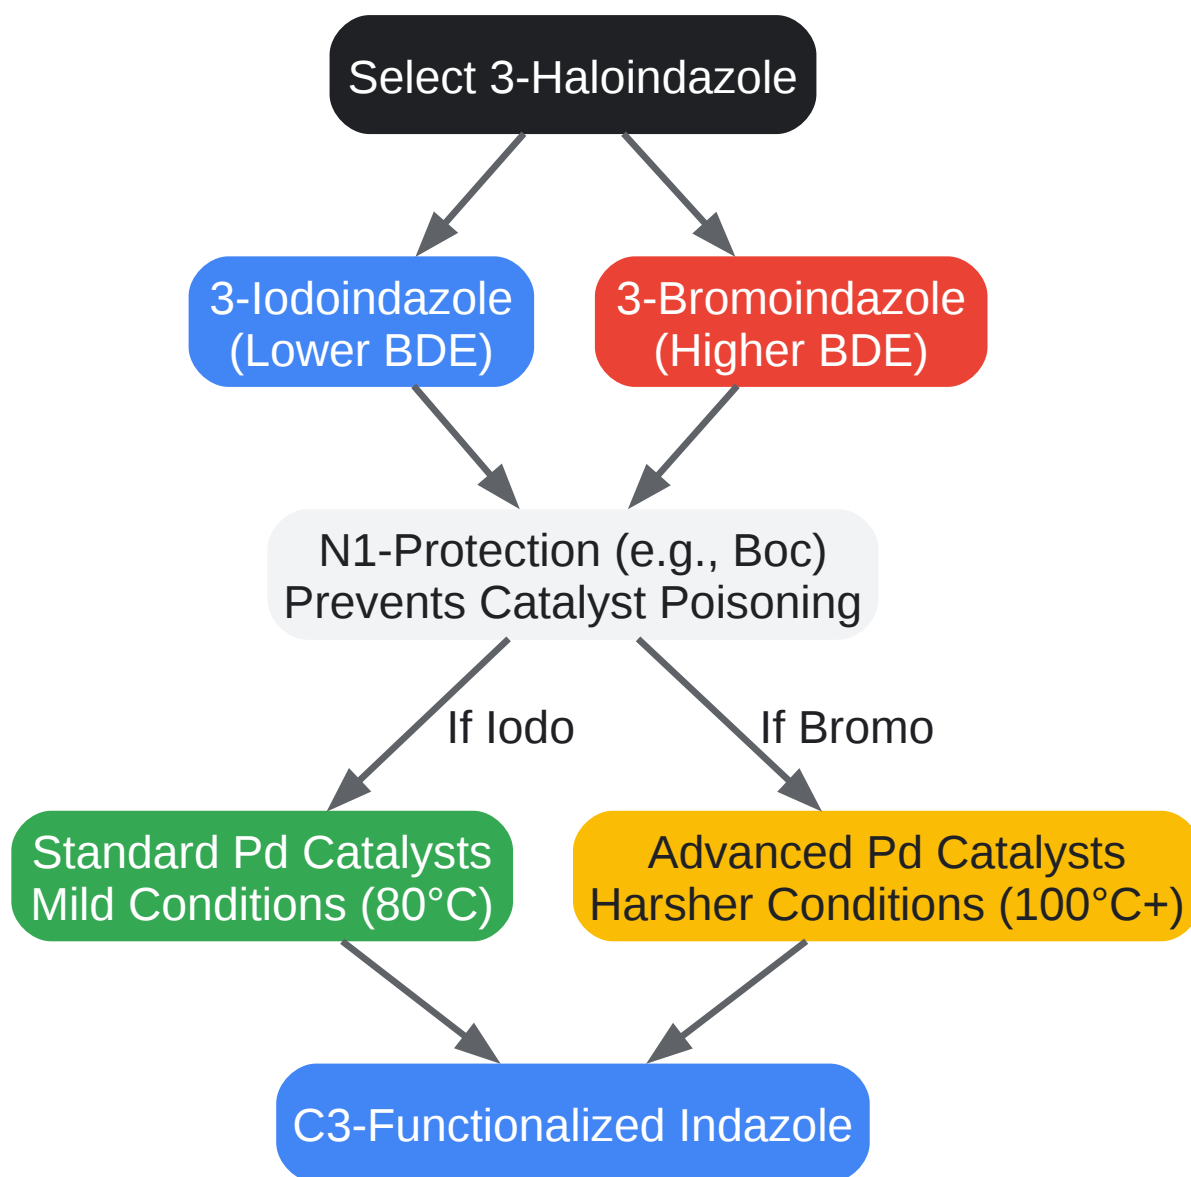 Select 3-Haloindazole
3-Iodoindazole
(Lower BDE)
3-Bromoindazole
(Higher BDE)
N1-Protection (e.g., Boc)
Prevents Catalyst Poisoning
If Iodo
If Bromo
Standard Pd Catalysts
Mild Conditions (80°C)
Advanced Pd Catalysts
Harsher Conditions (100°C+)
C3-Functionalized Indazole